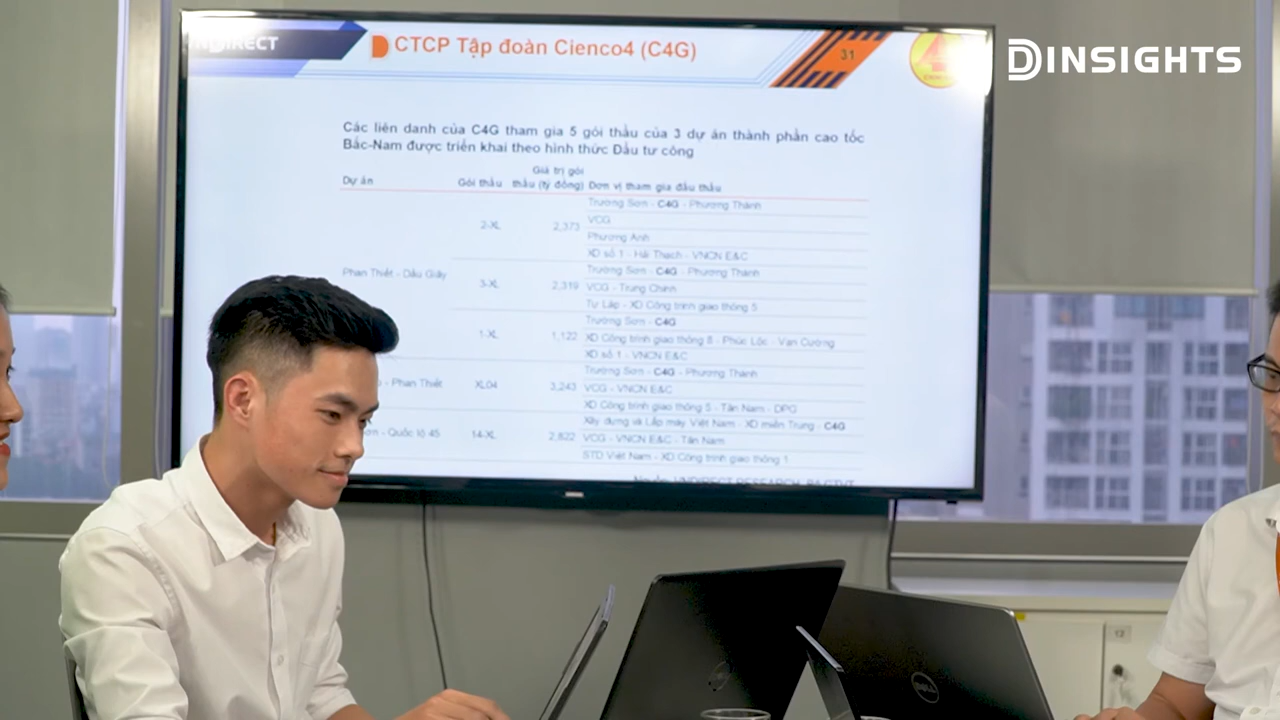 DINSIGHTS
CTCP Tập đoàn Cienco4 (C4G)
31
Các liên danh của C4G tham gia 5 gói thầu của 3 dự án thành phần cao tốc
Bắc-Nam được triển khai theo hình thức Đầu tư công
Dự án Gói thầu Giá trị gói thầu (tỷ đồng) Đơn vị tham gia đấu thầu
Trường Sơn - C4G - Phương Thành
2-XL 2,373
VCG
Phương Anh
XD số 1 - Hải Thạch - VNCN E&C
Phan Thiết - Dầu Giây
Trường Sơn - C4G - Phương Thành
3-XL 2,319 VCG - Trung Chính
Tự Lập - XD Công trình giao thông 5
Trường Sơn - C4G
1-XL 1,122 XD Công trình giao thông 8 - Phúc Lộc - Vạn Cường
XD số 1 - VNCN E&C
Trường Sơn - C4G - Phương Thành
- Phan Thiết XL04 3,243 VCG - VNCN E&C
XD Công trình giao thông 5 - Tân Nam - DPG
Xây dựng và Lắp máy Việt Nam - XD miền Trung - C4G
- Quốc lộ 45 14-XL 2,822 VCG - VNCN E&C - Tân Nam
STD Việt Nam - XD Công trình giao thông 1
VNDIRECT RESEARCH
DELL